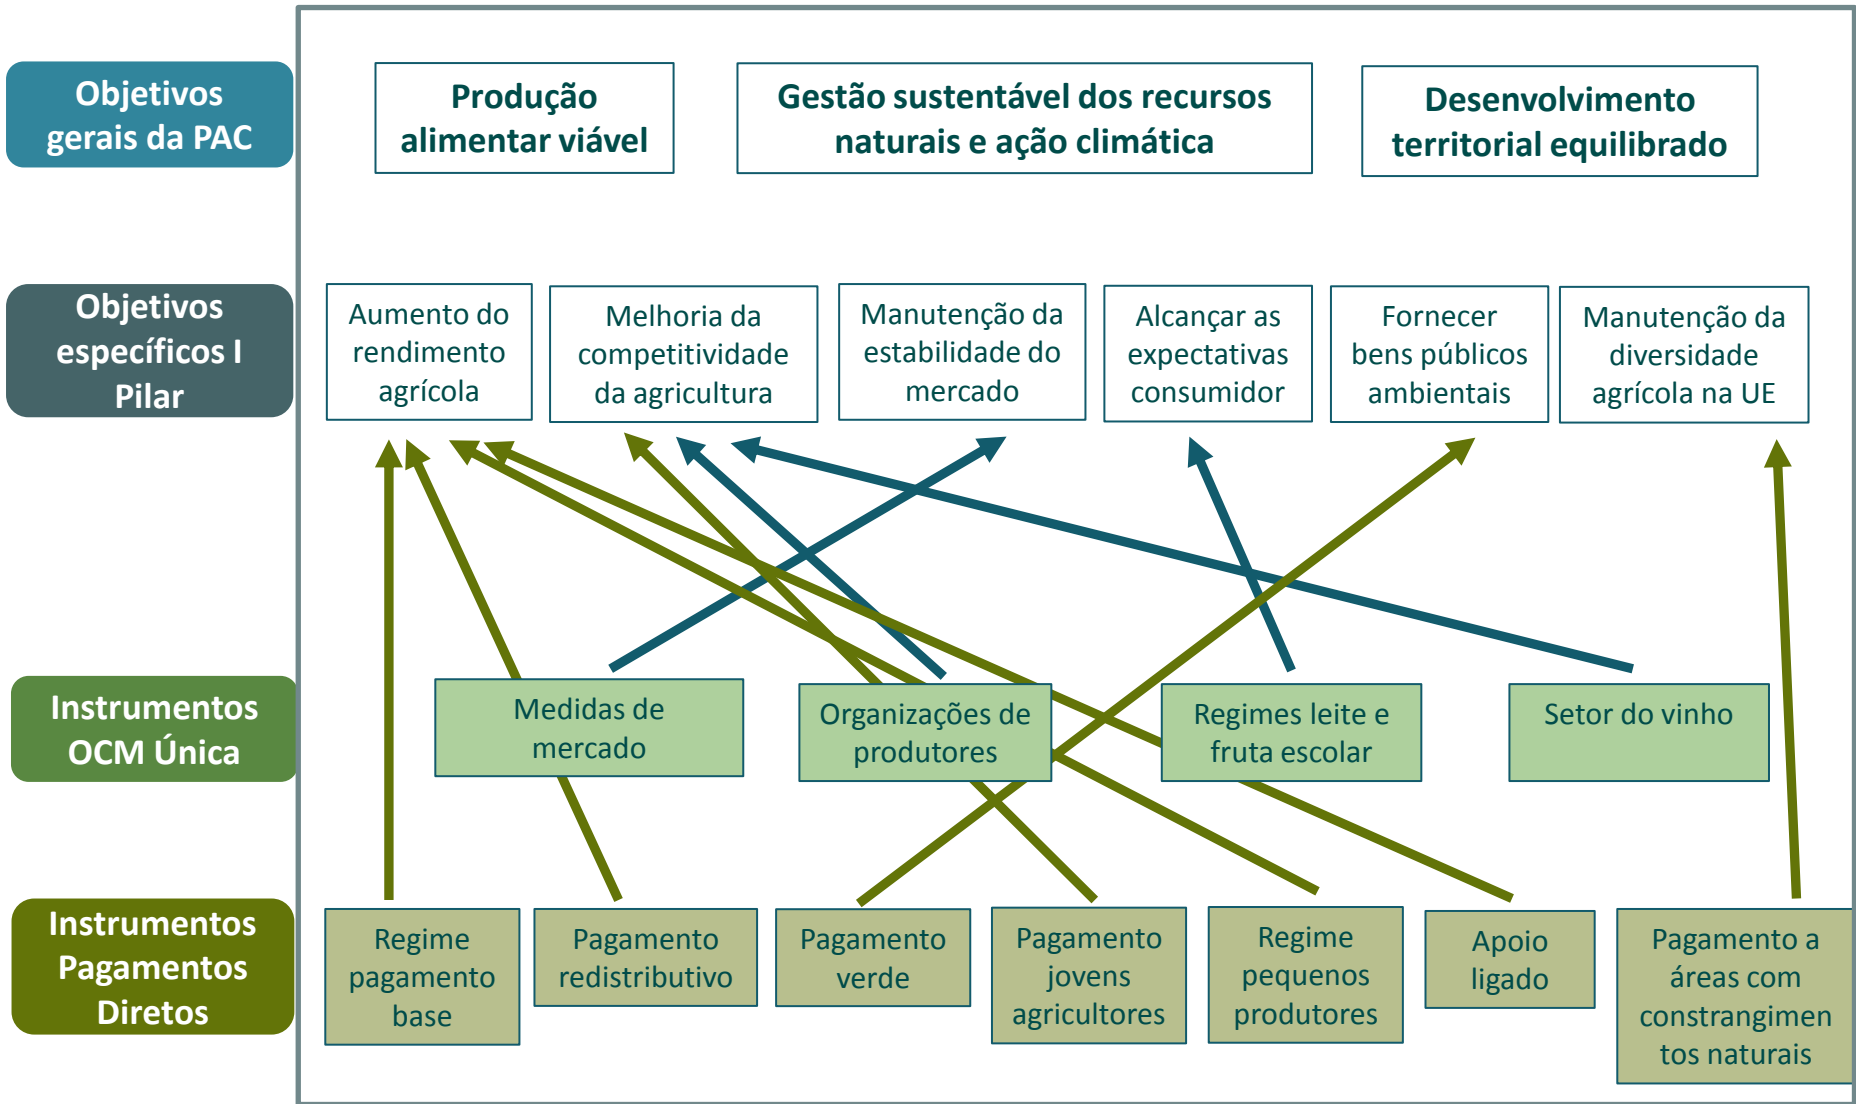 Objetivos
gerais da PAC
Produção
alimentar viável
Gestão sustentável dos recursos
naturais e ação climática
Desenvolvimento
territorial equilibrado
Objetivos
específicos I
Pilar
Aumento do
rendimento
agrícola
Melhoria da
competitividade
da agricultura
Manutenção da
estabilidade do
mercado
Alcançar as
expectativas
consumidor
Fornecer
bens públicos
ambientais
Manutenção da
diversidade
agrícola na UE
Instrumentos
OCM Única
Medidas de
mercado
Organizações de
produtores
Regimes leite e
fruta escolar
Setor do vinho
Instrumentos
Pagamentos
Diretos
Regime
pagamento
base
Pagamento
redistributivo
Pagamento
verde
Pagamento
jovens
agricultores
Regime
pequenos
produtores
Apoio
ligado
Pagamento a
áreas com
constrangimen
tos naturais